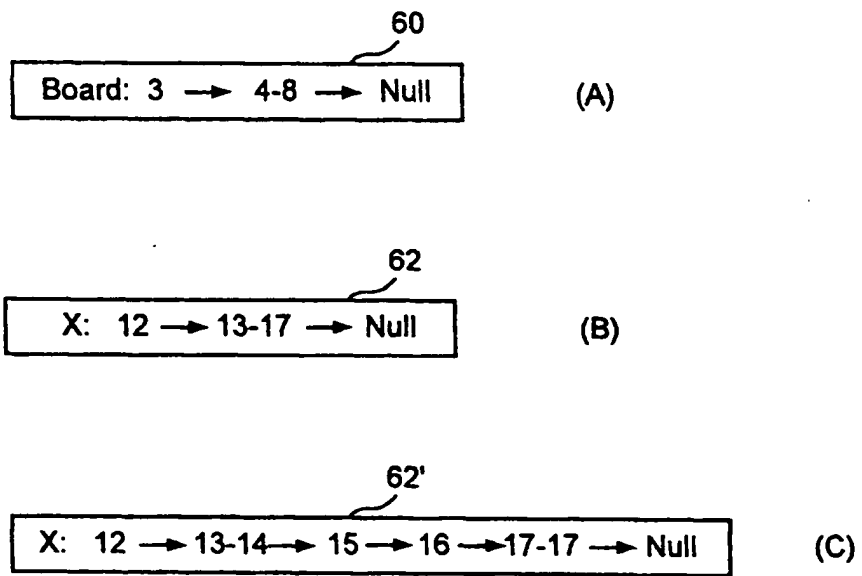 60
Board: 3 → 4-8 → Null (A)
62
X: 12 → 13-17 → Null (B)
62'
X: 12 → 13-14 → 15 → 16 → 17-17 → Null (C)